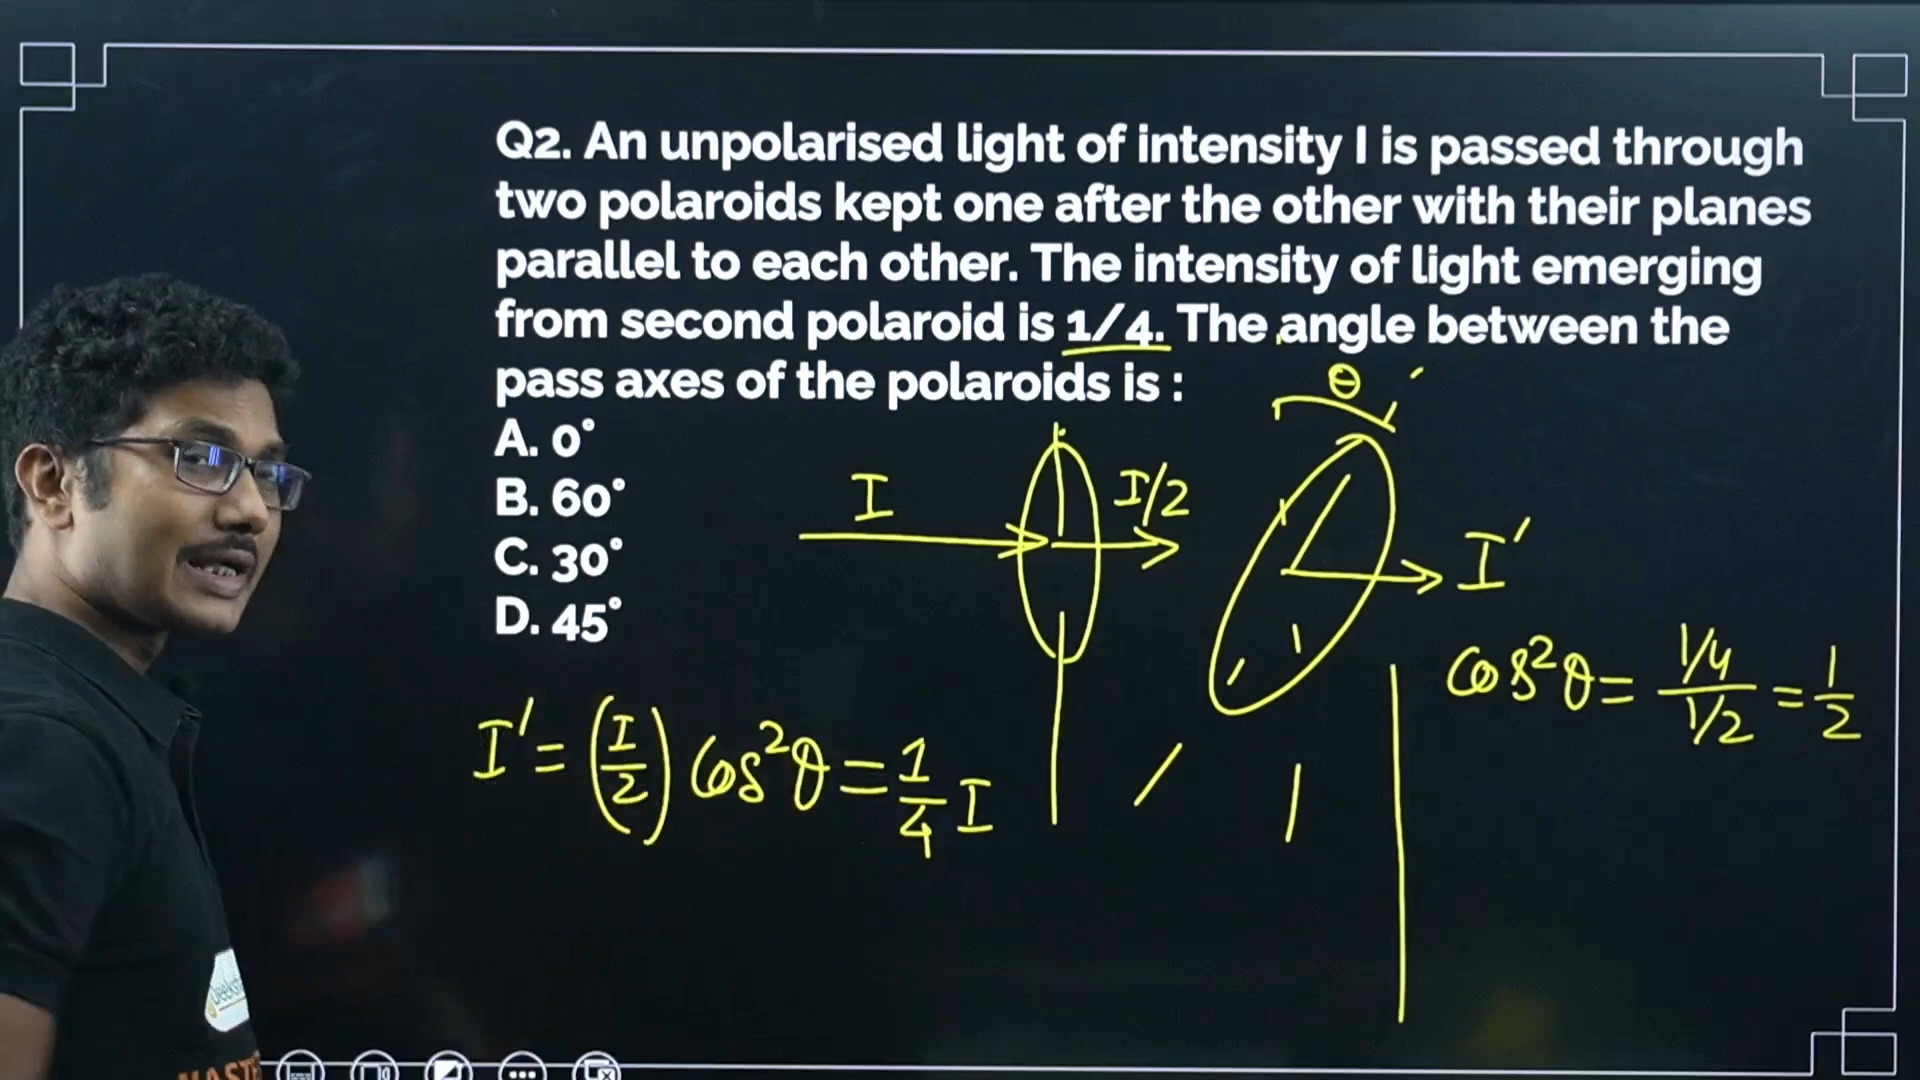 Q2. An unpolarised light of intensity I is passed through
two polaroids kept one after the other with their planes
parallel to each other. The intensity of light emerging
from second polaroid is 1/4. The angle between the
pass axes of the polaroids is :
A. 0°
B. 60°
C. 30°
D. 45°
θ
I
I/2
I'
cos²θ = (1/4)/(1/2) = 1/2
I' = (I/2) cos²θ = 1/4 I
Deeksha